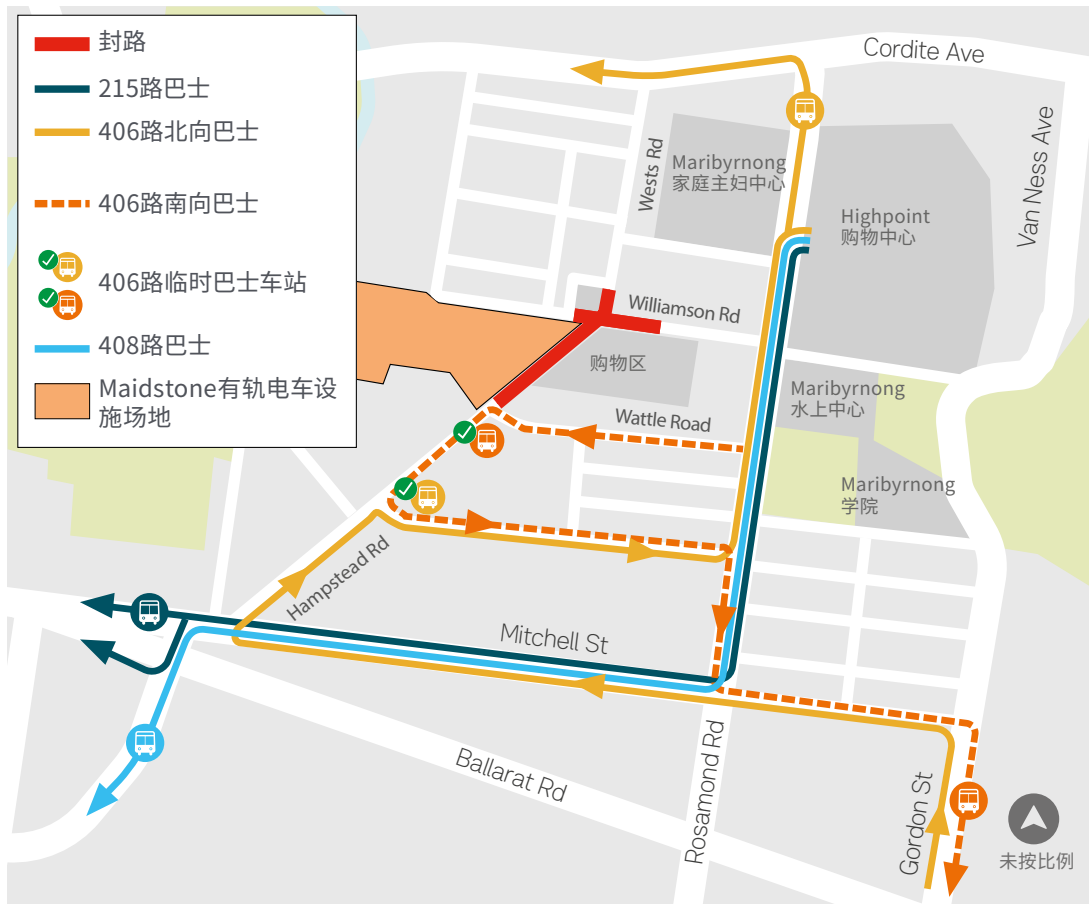 封路
215路巴士
406路北向巴士
406路南向巴士
406路临时巴士车站
408路巴士
Maidstone有轨电车设
施场地
Cordite Ave
Van Ness Ave
Wests Rd
Maribyrnong
家庭主妇中心
Highpoint
购物中心
Williamson Rd
购物区
Maribyrnong
水上中心
Wattle Road
Maribyrnong
学院
Hampstead Rd
Mitchell St
Ballarat Rd
Rosamond Rd
Gordon St
未按比例